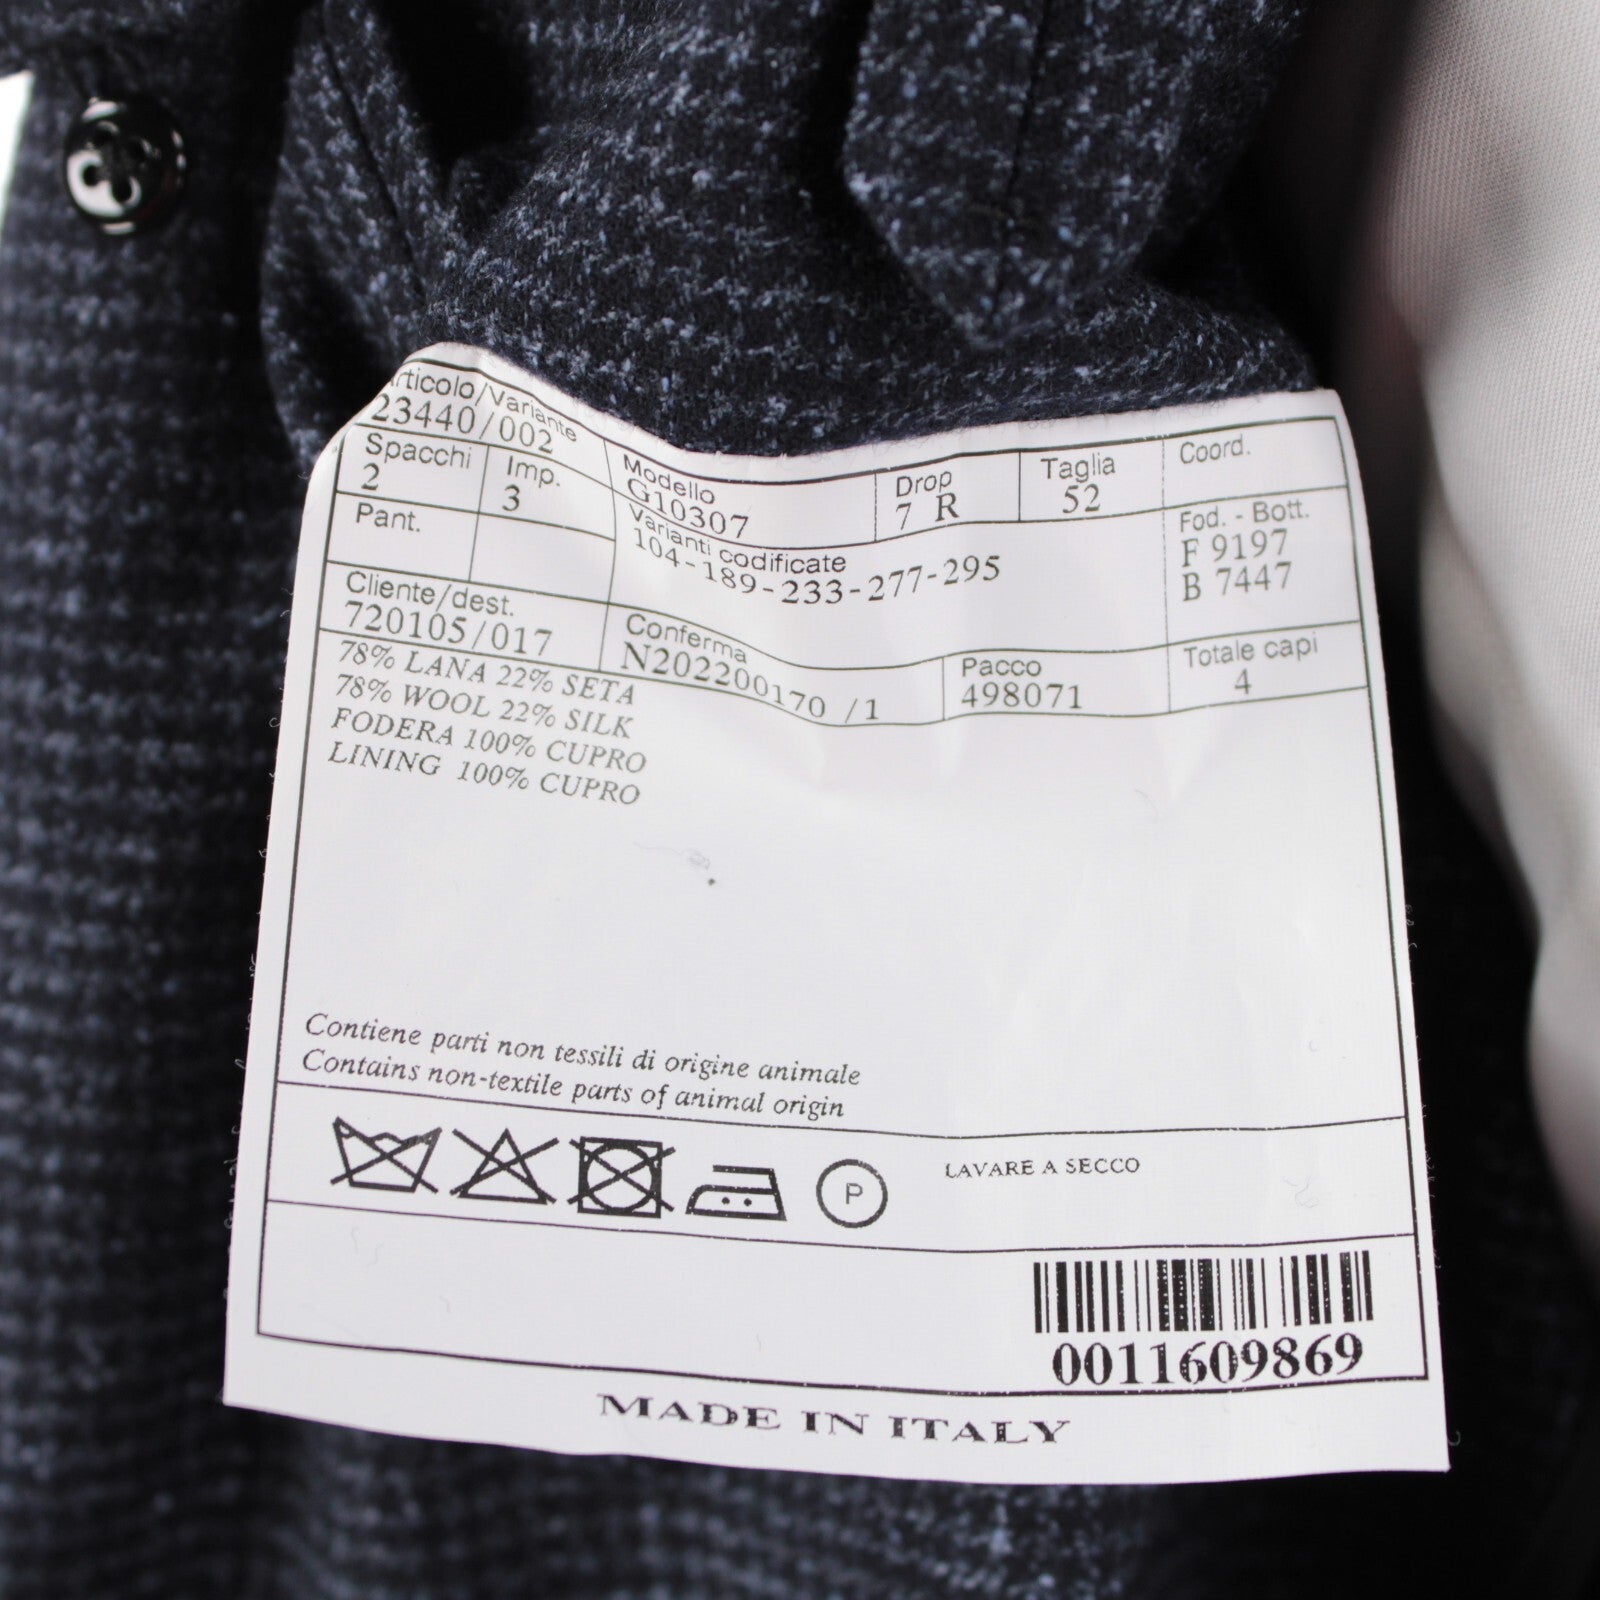 Articolo/Variante
23440/002
Spacchi
2
Imp.
3
Modello
G10307
Drop
7 R
Taglia
52
Coord.
Pant.
Varianti codificate
104-189-233-277-295
Fod. - Bott.
F 9197
B 7447
Cliente/dest.
720105/017
Conferma
N202200170 /1
Pacco
498071
Totale capi
4
78% LANA 22% SETA
78% WOOL 22% SILK
FODERA 100% CUPRO
LINING 100% CUPRO
Contiene parti non tessili di origine animale
Contains non-textile parts of animal origin
P
LAVARE A SECCO
0011609869
MADE IN ITALY